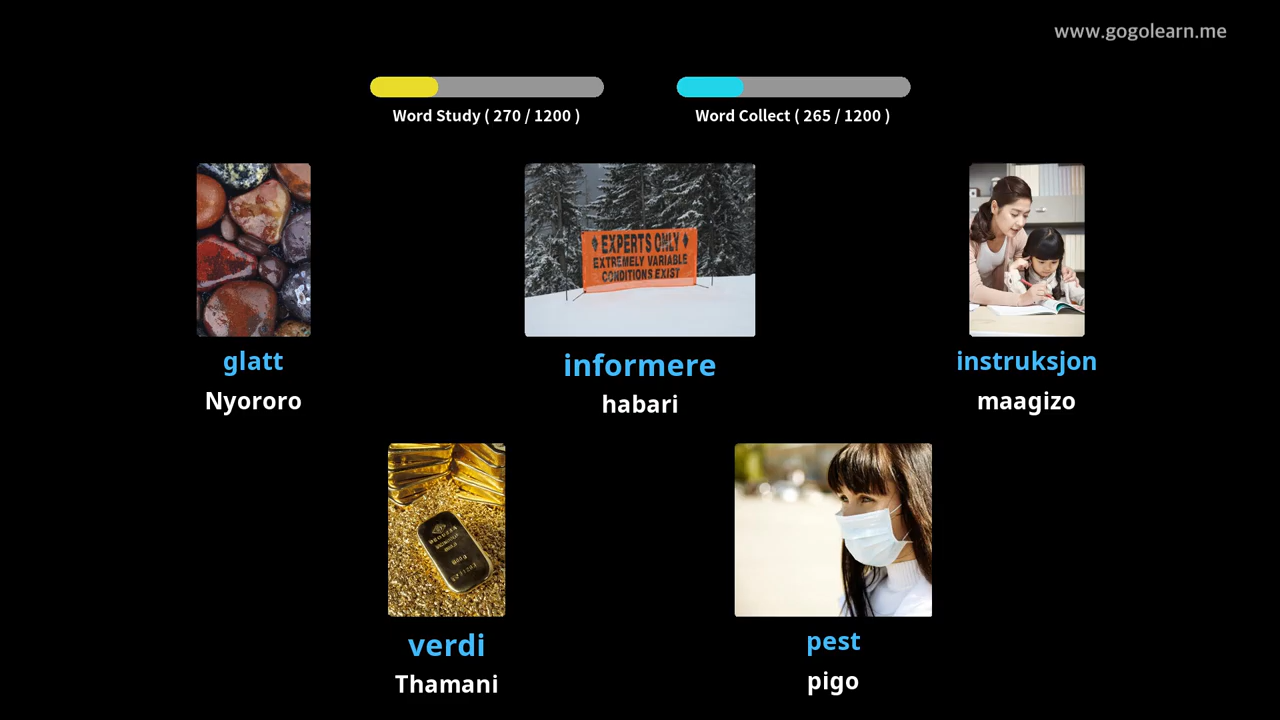 www.gogolearn.me
Word Study ( 270 / 1200 )
Word Collect ( 265 / 1200 )
EXPERTS ONLY
EXTREMELY VARIABLE
CONDITIONS EXIST
glatt
Nyororo
informere
habari
instruksjon
maagizo
verdi
Thamani
pest
pigo